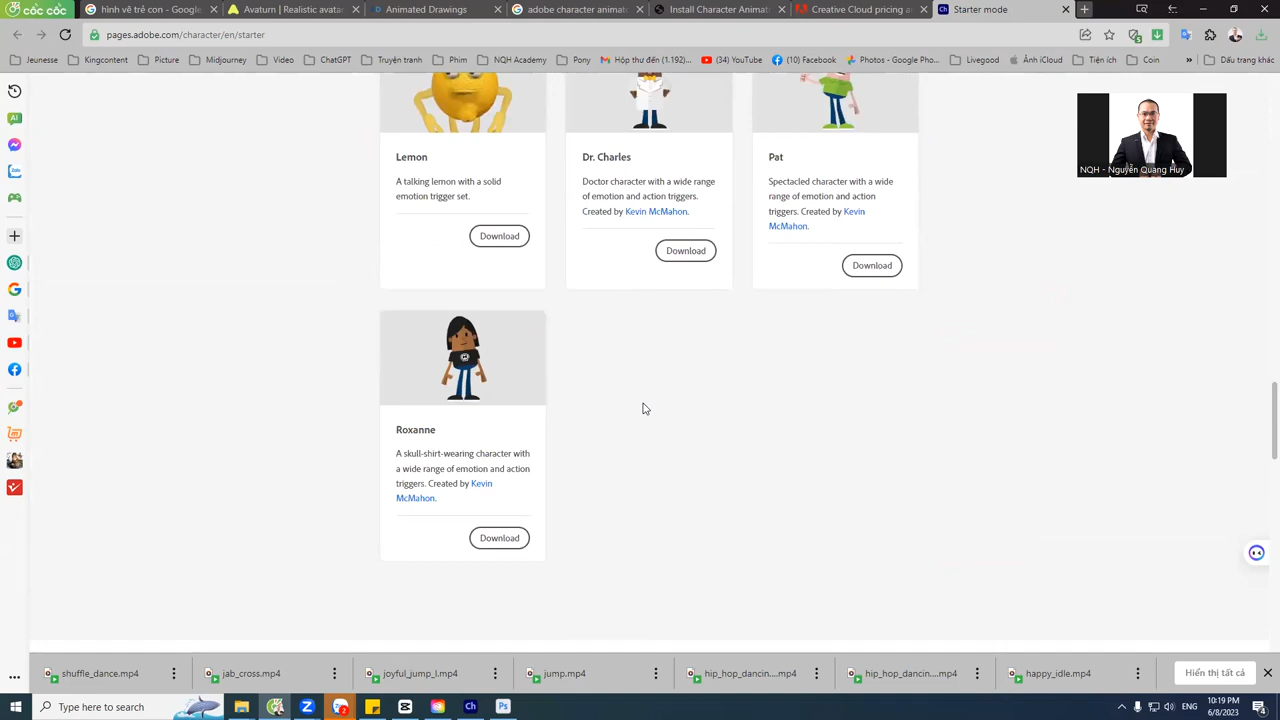 hình vẽ trẻ con - Google
Avaturn | Realistic avatar
Animated Drawings
adobe character animato
Install Character Animato
Creative Cloud pricing an
Starter mode
pages.adobe.com/character/en/starter
Jeunesse
Kingcontent
Picture
Midjourney
Video
ChatGPT
Phim
NQH Academy
Pony
Hộp thư đến (1.192)...
(34) YouTube
(10) Facebook
Photos - Google Pho...
Livegood
Ảnh iCloud
Tiện ích
Coin
Dấu trang khác
NQH - Nguyễn Quang Huy
Lemon
A talking lemon with a solid
emotion trigger set.
Download
Dr. Charles
Doctor character with a wide range
of emotion and action triggers.
Created by Kevin McMahon.
Download
Pat
Spectacled character with a wide
range of emotion and action
triggers. Created by Kevin
McMahon.
Download
Roxanne
A skull-shirt-wearing character with
a wide range of emotion and action
triggers. Created by Kevin
McMahon.
Download
shuffle_dance.mp4
jab_cross.mp4
joyful_jump_l.mp4
jump.mp4
hip_hop_dancin....mp4
hip_hop_dancin....mp4
happy_idle.mp4
Hiển thị tất cả
Type here to search
10:19 PM
6/8/2023